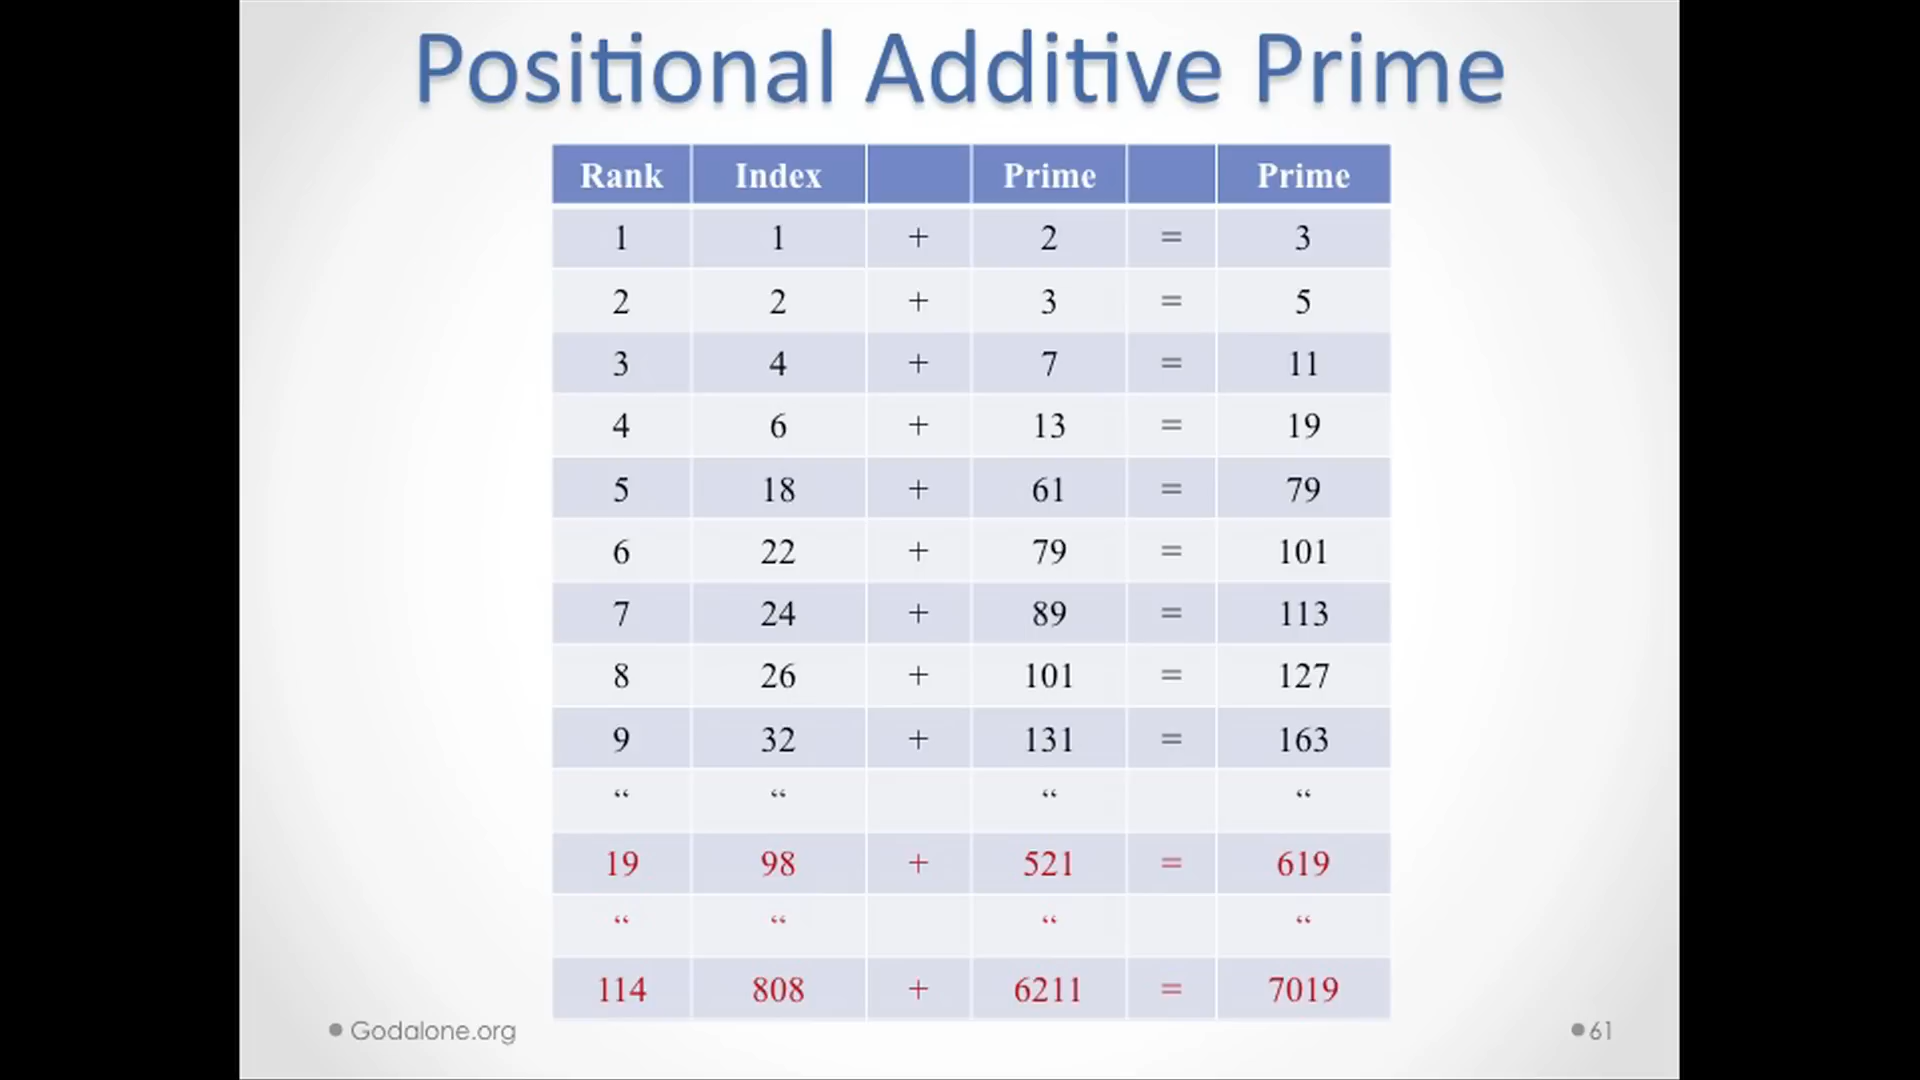 Positional Additive Prime
Rank Index Prime Prime
1 1 + 2 = 3
2 2 + 3 = 5
3 4 + 7 = 11
4 6 + 13 = 19
5 18 + 61 = 79
6 22 + 79 = 101
7 24 + 89 = 113
8 26 + 101 = 127
9 32 + 131 = 163
“ “ “ “
19 98 + 521 = 619
“ “ “ “
114 808 + 6211 = 7019
• Godalone.org
•61